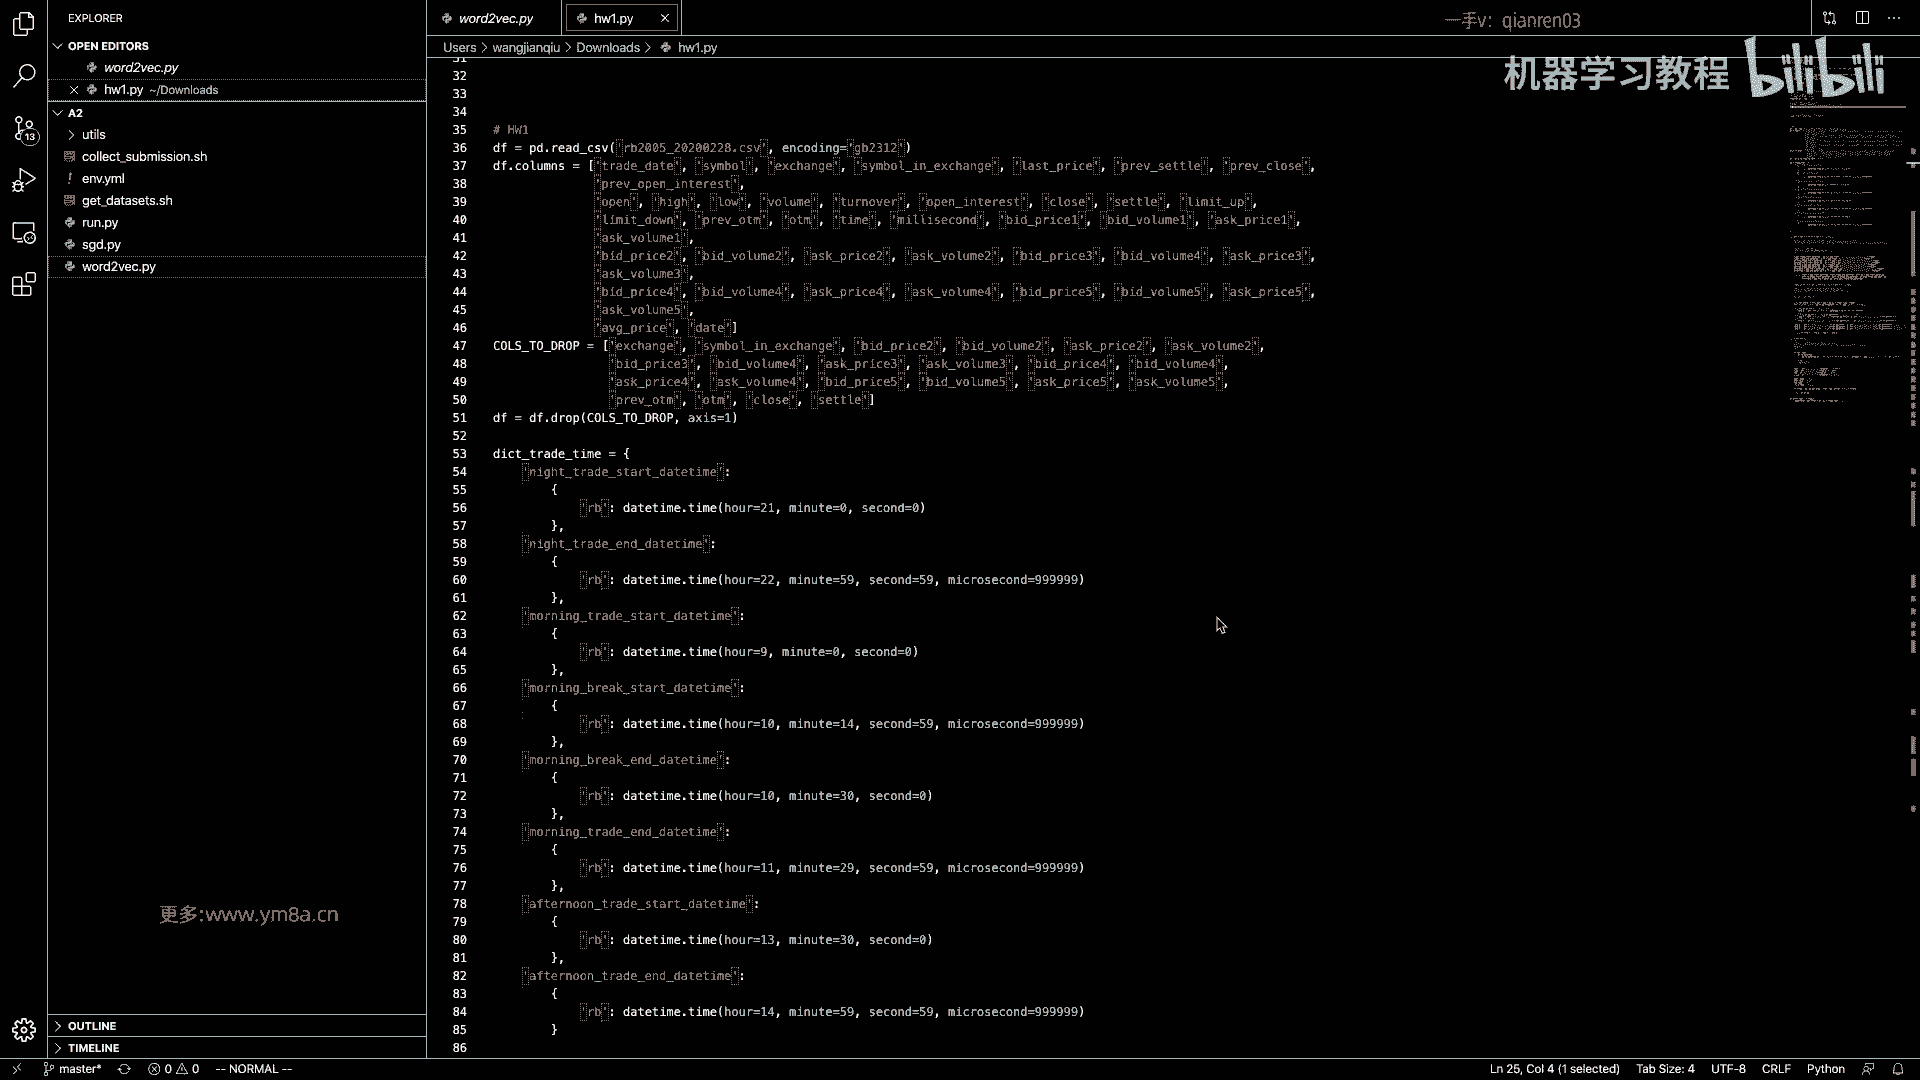 EXPLORER
OPEN EDITORS
word2vec.py
hw1.py ~/Downloads
A2
utils
collect_submission.sh
! env.yml
get_datasets.sh
run.py
sgd.py
word2vec.py
更多:www.ym8a.cn
OUTLINE
TIMELINE
13
word2vec.py hw1.py
Users > wangjianqiu > Downloads > hw1.py
一手v：qianren03
机器学习教程 bilibili
31
32
33
34
35 # HW1
36 df = pd.read_csv('rb2005_20200228.csv', encoding='gb2312')
37 df.columns = ['trade_date', 'symbol', 'exchange', 'symbol_in_exchange', 'last_price', 'prev_settle', 'prev_close',
38 'prev_open_interest',
39 'open', 'high', 'low', 'volume', 'turnover', 'open_interest', 'close', 'settle', 'limit_up',
40 'limit_down', 'prev_otm', 'otm', 'time', 'millisecond', 'bid_price1', 'bid_volume1', 'ask_price1',
41 'ask_volume1',
42 'bid_price2', 'bid_volume2', 'ask_price2', 'ask_volume2', 'bid_price3', 'bid_volume4', 'ask_price3',
43 'ask_volume3',
44 'bid_price4', 'bid_volume4', 'ask_price4', 'ask_volume4', 'bid_price5', 'bid_volume5', 'ask_price5',
45 'ask_volume5',
46 'avg_price', 'date']
47 COLS_TO_DROP = ['exchange', 'symbol_in_exchange', 'bid_price2', 'bid_volume2', 'ask_price2', 'ask_volume2',
48 'bid_price3', 'bid_volume4', 'ask_price3', 'ask_volume3', 'bid_price4', 'bid_volume4',
49 'ask_price4', 'ask_volume4', 'bid_price5', 'bid_volume5', 'ask_price5', 'ask_volume5',
50 'prev_otm', 'otm', 'close', 'settle']
51 df = df.drop(COLS_TO_DROP, axis=1)
52
53 dict_trade_time = {
54 'night_trade_start_datetime':
55 {
56 'rb': datetime.time(hour=21, minute=0, second=0)
57 },
58 'night_trade_end_datetime':
59 {
60 'rb': datetime.time(hour=22, minute=59, second=59, microsecond=999999)
61 },
62 'morning_trade_start_datetime':
63 {
64 'rb': datetime.time(hour=9, minute=0, second=0)
65 },
66 'morning_break_start_datetime':
67 {
68 'rb': datetime.time(hour=10, minute=14, second=59, microsecond=999999)
69 },
70 'morning_break_end_datetime':
71 {
72 'rb': datetime.time(hour=10, minute=30, second=0)
73 },
74 'morning_trade_end_datetime':
75 {
76 'rb': datetime.time(hour=11, minute=29, second=59, microsecond=999999)
77 },
78 'afternoon_trade_start_datetime':
79 {
80 'rb': datetime.time(hour=13, minute=30, second=0)
81 },
82 'afternoon_trade_end_datetime':
83 {
84 'rb': datetime.time(hour=14, minute=59, second=59, microsecond=999999)
85 }
86
master* 0 0 -- NORMAL -- Ln 25, Col 4 (1 selected) Tab Size: 4 UTF-8 CRLF Python